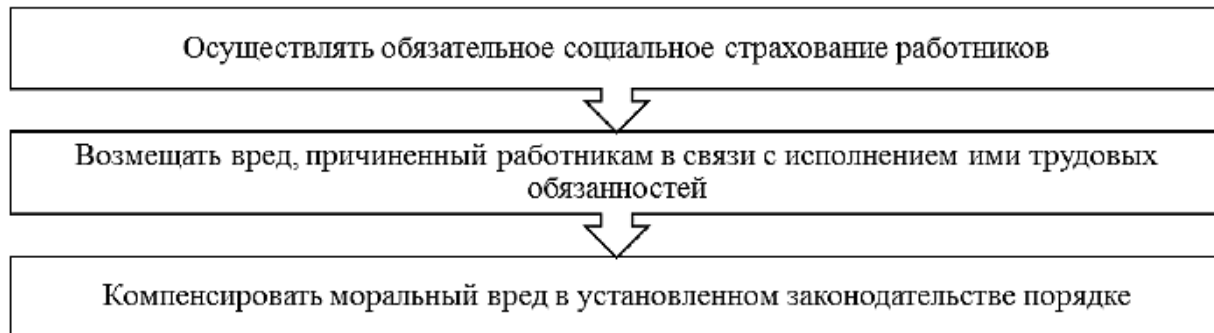 Осуществлять обязательное социальное страхование работников
Возмещать вред, причиненный работникам в связи с исполнением ими трудовых
обязанностей
Компенсировать моральный вред в установленном законодательстве порядке